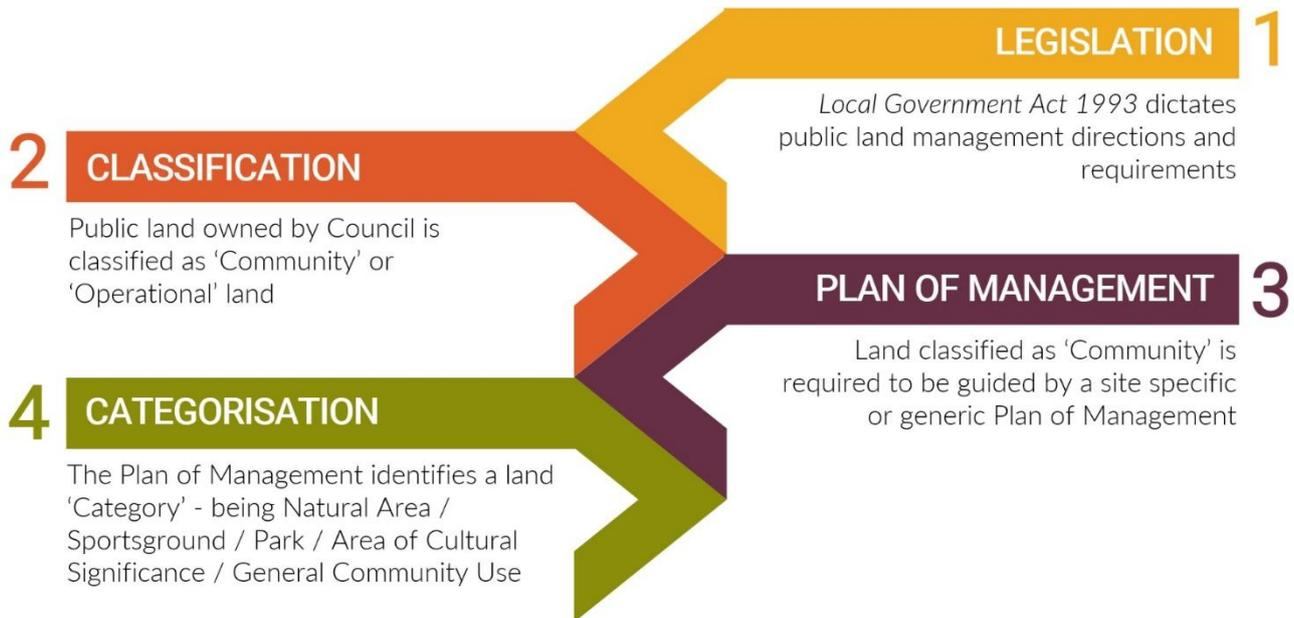 1
LEGISLATION
Local Government Act 1993 dictates
public land management directions and
requirements
2
CLASSIFICATION
Public land owned by Council is
classified as ‘Community’ or
‘Operational’ land
3
PLAN OF MANAGEMENT
Land classified as ‘Community’ is
required to be guided by a site specific
or generic Plan of Management
4
CATEGORISATION
The Plan of Management identifies a land
‘Category’ - being Natural Area /
Sportsground / Park / Area of Cultural
Significance / General Community Use